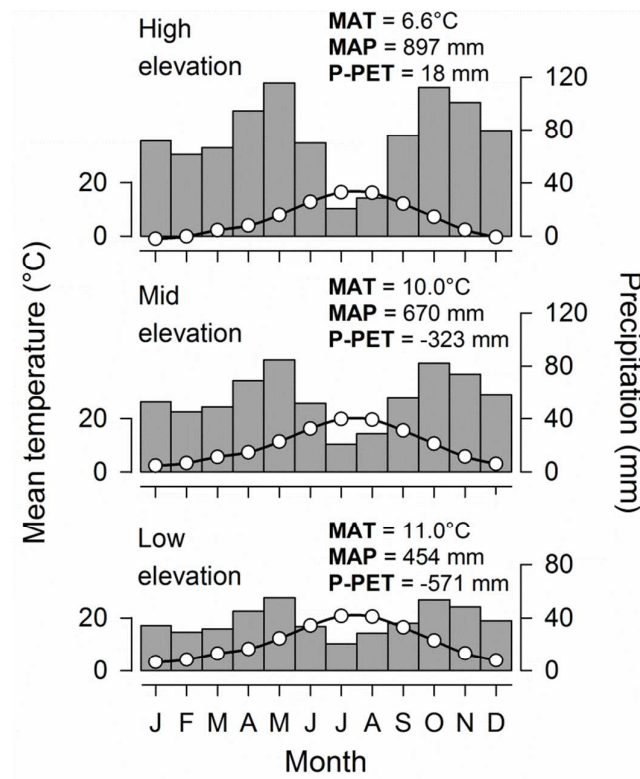 High
elevation
MAT = 6.6°C
MAP = 897 mm
P-PET = 18 mm
120
80
40
0
20
0
Mid
elevation
MAT = 10.0°C
MAP = 670 mm
P-PET = -323 mm
120
80
40
0
20
0
Low
elevation
MAT = 11.0°C
MAP = 454 mm
P-PET = -571 mm
80
40
0
20
0
Mean temperature (°C)
Precipitation (mm)
J F M A M J J A S O N D
Month